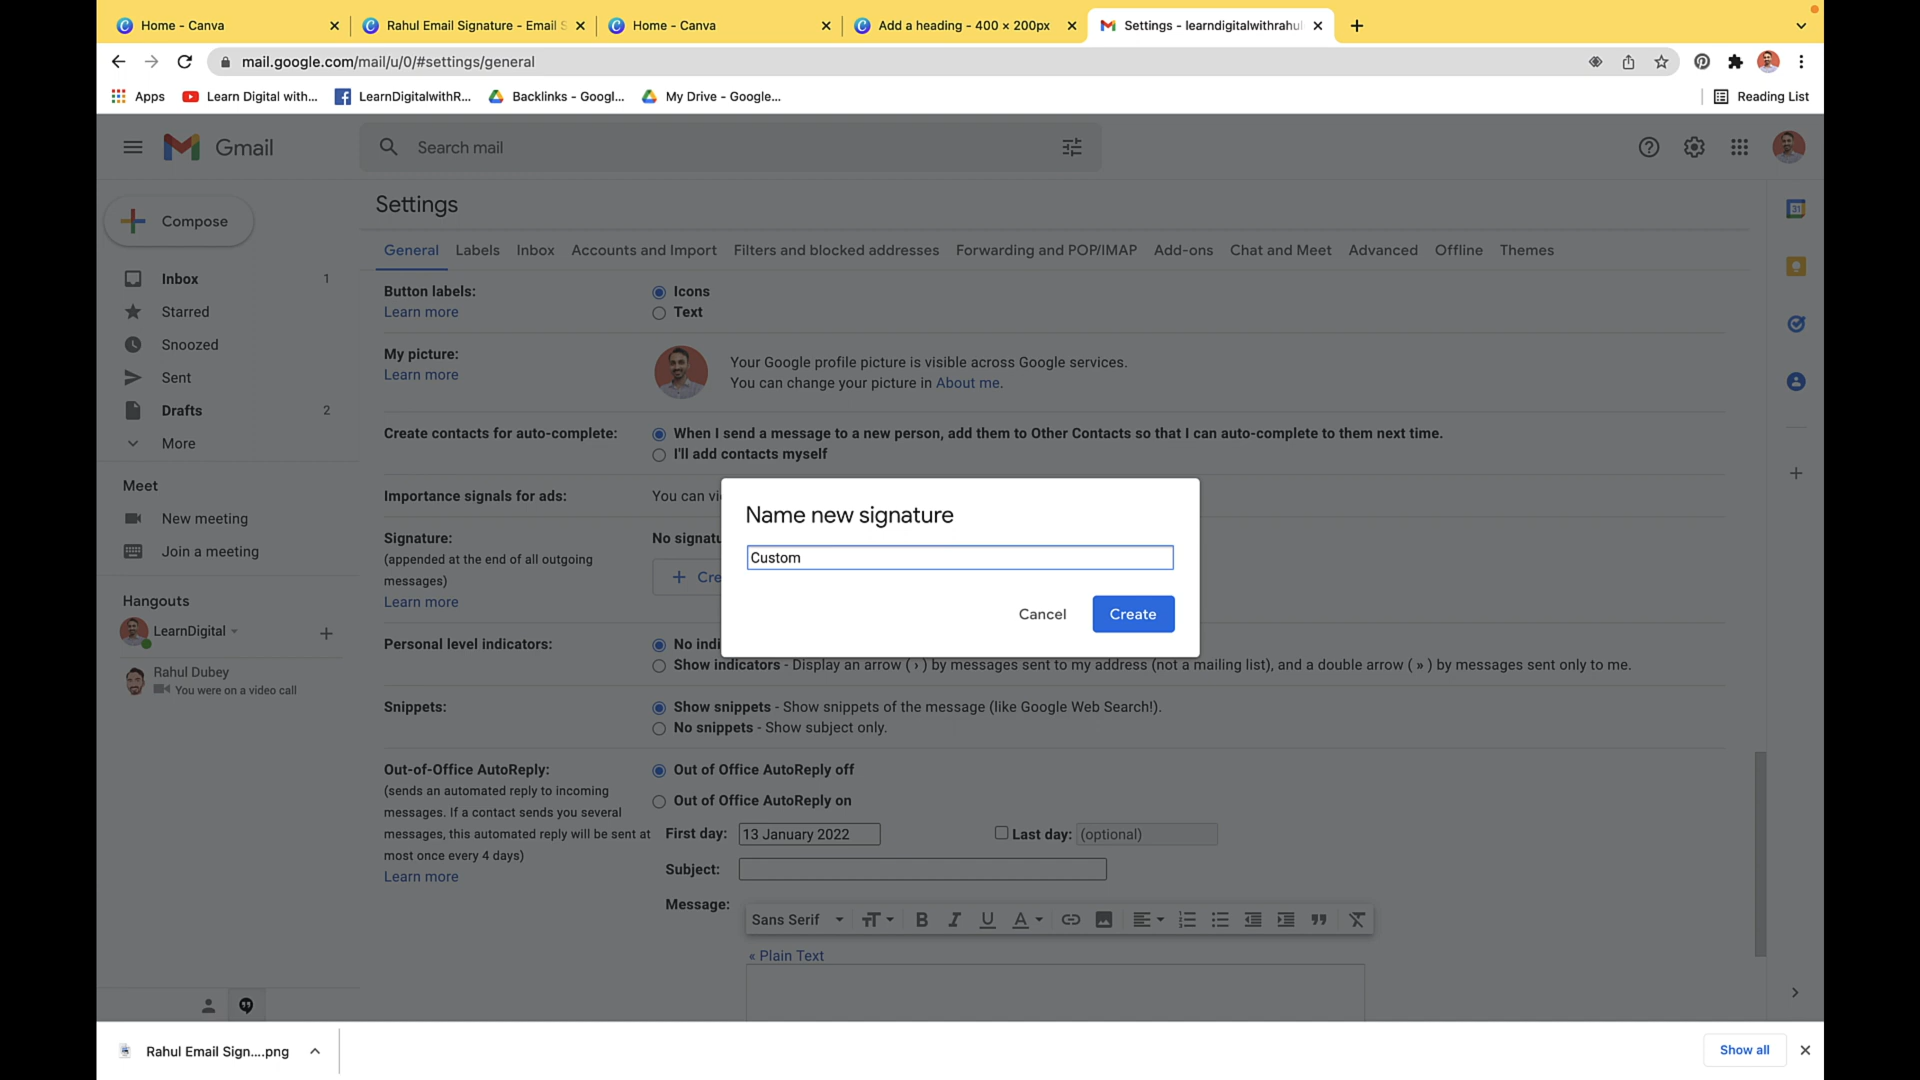 Home - Canva
Rahul Email Signature - Email S
Home - Canva
Add a heading - 400 × 200px
Settings - learndigitalwithrahul
mail.google.com/mail/u/0/#settings/general
Apps
Learn Digital with...
LearnDigitalwithR...
Backlinks - Googl...
My Drive - Google...
Reading List
Gmail
Search mail
Compose
Inbox 1
Starred
Snoozed
Sent
Drafts 2
More
Meet
New meeting
Join a meeting
Hangouts
LearnDigital
Rahul Dubey
You were on a video call
Settings
General Labels Inbox Accounts and Import Filters and blocked addresses Forwarding and POP/IMAP Add-ons Chat and Meet Advanced Offline Themes
Button labels:
Learn more
Icons
Text
My picture:
Learn more
Your Google profile picture is visible across Google services.
You can change your picture in About me.
Create contacts for auto-complete:
When I send a message to a new person, add them to Other Contacts so that I can auto-complete to them next time.
I'll add contacts myself
Importance signals for ads:
You can vi
Signature:
(appended at the end of all outgoing
messages)
Learn more
No signatu
Cre
Name new signature
Custom
Cancel
Create
Personal level indicators:
No indi
Show indicators - Display an arrow ( › ) by messages sent to my address (not a mailing list), and a double arrow ( » ) by messages sent only to me.
Snippets:
Show snippets - Show snippets of the message (like Google Web Search!).
No snippets - Show subject only.
Out-of-Office AutoReply:
(sends an automated reply to incoming
messages. If a contact sends you several
messages, this automated reply will be sent at
most once every 4 days)
Learn more
Out of Office AutoReply off
Out of Office AutoReply on
First day: 13 January 2022
Last day: (optional)
Subject:
Message:
Sans Serif
« Plain Text
31
Rahul Email Sign....png
Show all